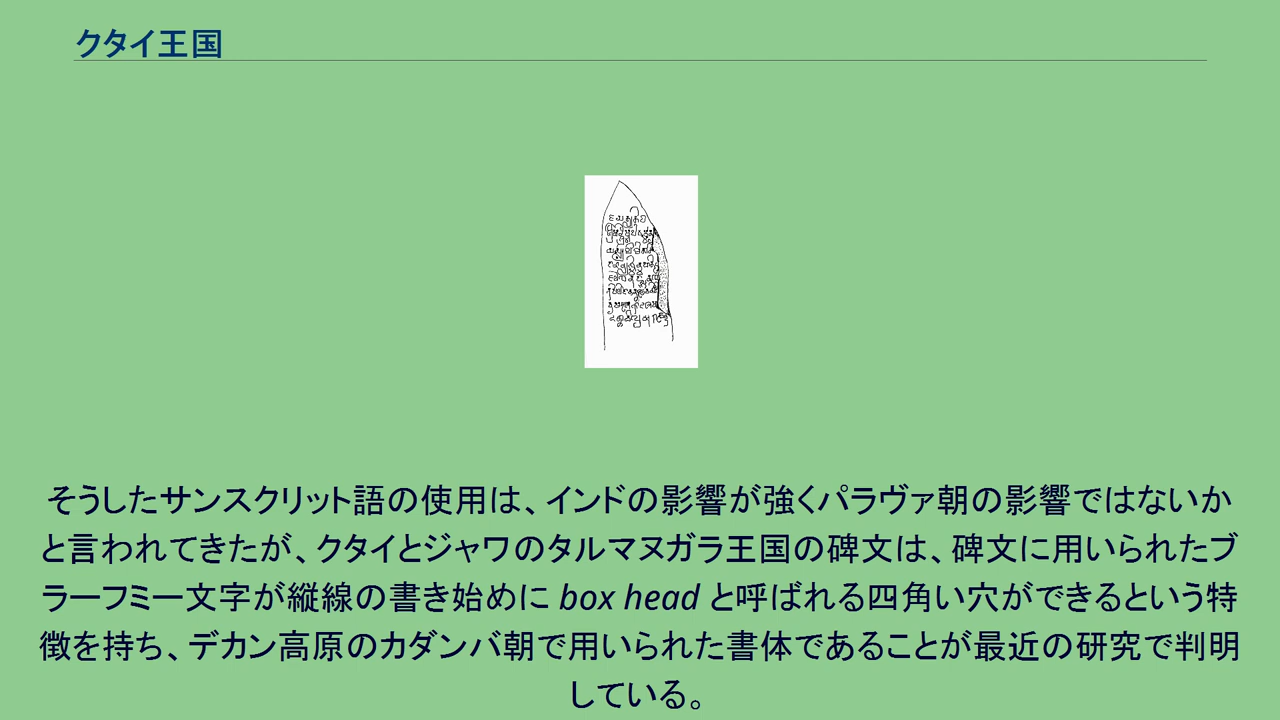 クタイ王国
そうしたサンスクリット語の使用は、インドの影響が強くパラヴァ朝の影響ではないか
と言われてきたが、クタイとジャワのタルマヌガラ王国の碑文は、碑文に用いられたブ
ラーフミー文字が縦線の書き始めに box head と呼ばれる四角い穴ができるという特
徴を持ち、デカン高原のカダンバ朝で用いられた書体であることが最近の研究で判明
している。